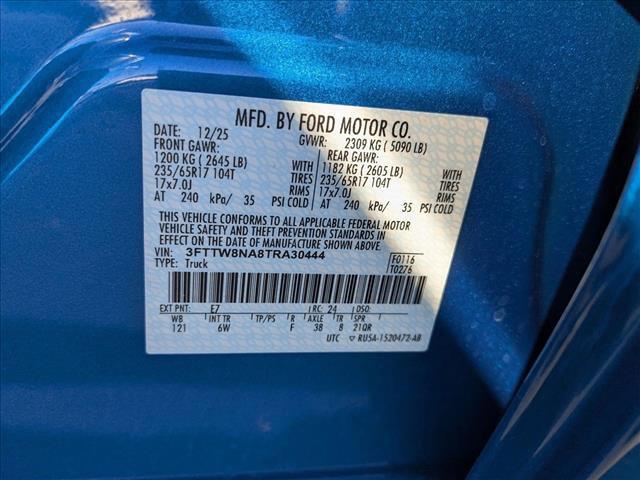 MFD. BY FORD MOTOR CO.
DATE: 12/25 GVWR: 2309 KG ( 5090 LB)
FRONT GAWR: REAR GAWR:
1200 KG ( 2645 LB) WITH 1182 KG ( 2605 LB) WITH
235/65R17 104T TIRES 235/65R17 104T TIRES
17x7.0J RIMS 17x7.0J RIMS
AT 240 kPa/ 35 PSI COLD AT 240 kPa/ 35 PSI COLD
THIS VEHICLE CONFORMS TO ALL APPLICABLE FEDERAL MOTOR
VEHICLE SAFETY AND THEFT PREVENTION STANDARDS IN
EFFECT ON THE DATE OF MANUFACTURE SHOWN ABOVE.
VIN: 3FTTW8NA8TRA30444 F0116
TYPE: Truck T0276
EXT PNT: E7 RC: 24 DSO:
WB INT TR TP/PS R AXLE TR SPR
121 6W F 38 8 21QR
UTC ▽ RU5A-1520472-AB